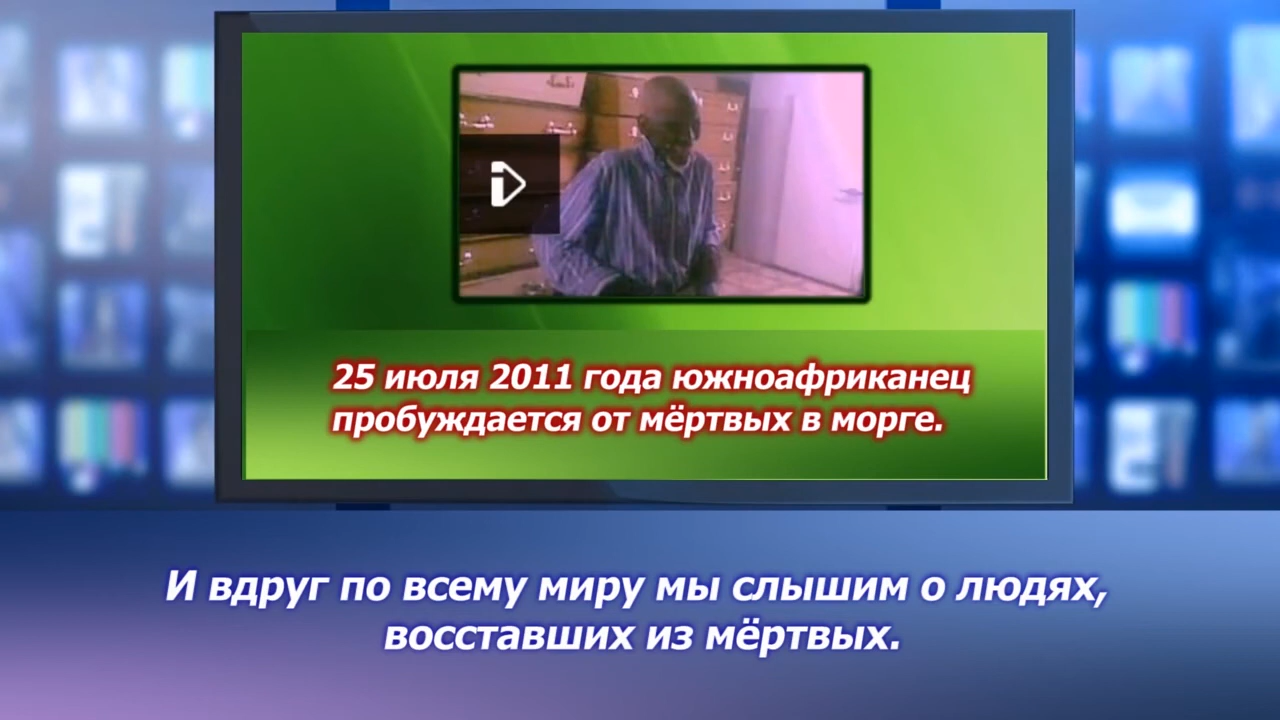 25 июля 2011 года южноафриканец
пробуждается от мёртвых в морге.
И вдруг по всему миру мы слышим о людях,
восставших из мёртвых.